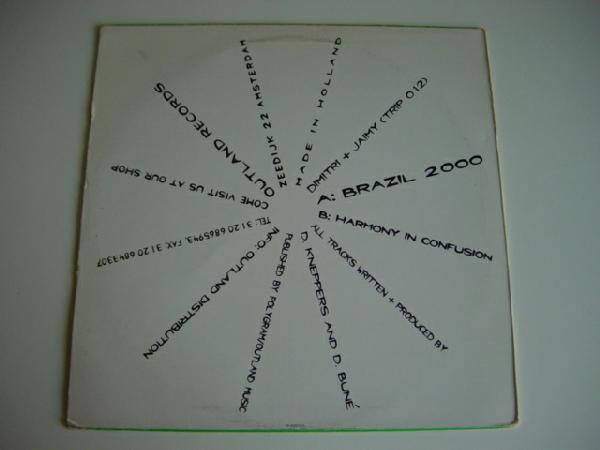 MADE IN HOLLAND
DIMITRI + JAIMY (TRIP 012)
A: BRAZIL 2000
B: HARMONY IN CONFUSION
ALL TRACKS WRITTEN + PRODUCED BY
D. KNEPPERS AND D. BUNÉ
PUBLISHED BY POLYGRAM/OUTLAND MUSIC
INFO: OUTLAND DISTRIBUTION
TEL. 31 20 6865943, FAX 31 20 6847307
COME VISIT US AT OUR SHOP
OUTLAND RECORDS
ZEEDIJK 22 AMSTERDAM